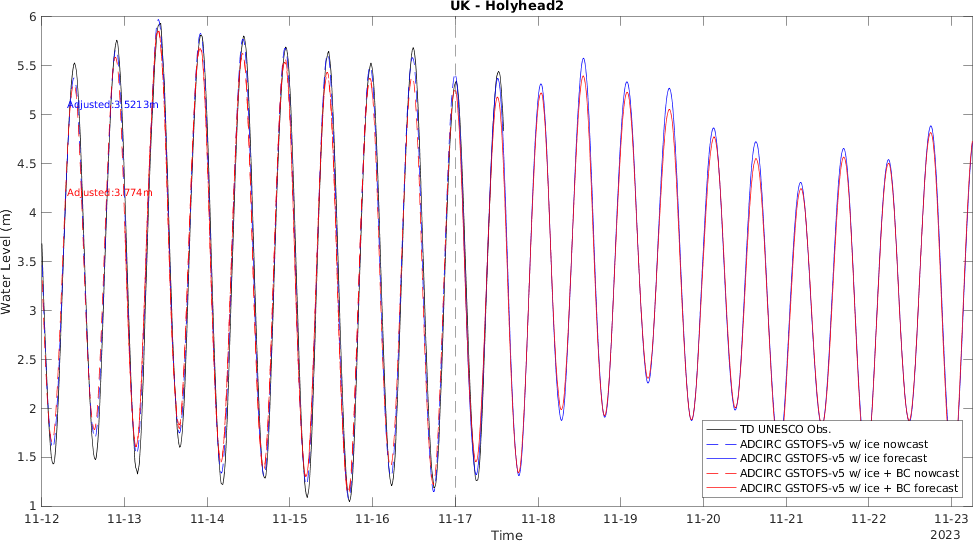 UK - Holyhead2
6
5.5
5
4.5
4
3.5
3
2.5
2
1.5
1
Water Level (m)
Adjusted:3.5213m
Adjusted:3.774m
TD UNESCO Obs.
ADCIRC GSTOFS-v5 w/ ice nowcast
ADCIRC GSTOFS-v5 w/ ice forecast
ADCIRC GSTOFS-v5 w/ ice + BC nowcast
ADCIRC GSTOFS-v5 w/ ice + BC forecast
11-12 11-13 11-14 11-15 11-16 11-17 11-18 11-19 11-20 11-21 11-22 11-23
2023
Time